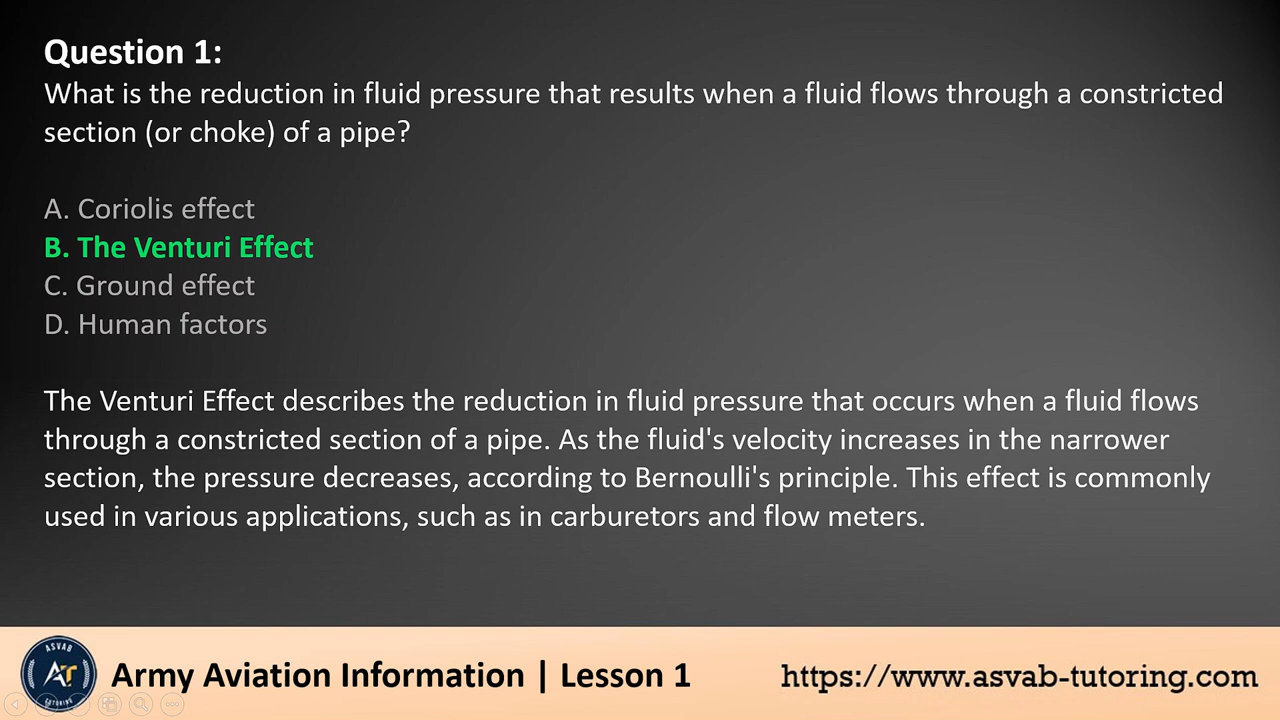 Question 1:
What is the reduction in fluid pressure that results when a fluid flows through a constricted
section (or choke) of a pipe?
A. Coriolis effect
B. The Venturi Effect
C. Ground effect
D. Human factors
The Venturi Effect describes the reduction in fluid pressure that occurs when a fluid flows
through a constricted section of a pipe. As the fluid's velocity increases in the narrower
section, the pressure decreases, according to Bernoulli's principle. This effect is commonly
used in various applications, such as in carburetors and flow meters.
ASVAB
AT
TUTORING
Army Aviation Information | Lesson 1
https://www.asvab-tutoring.com